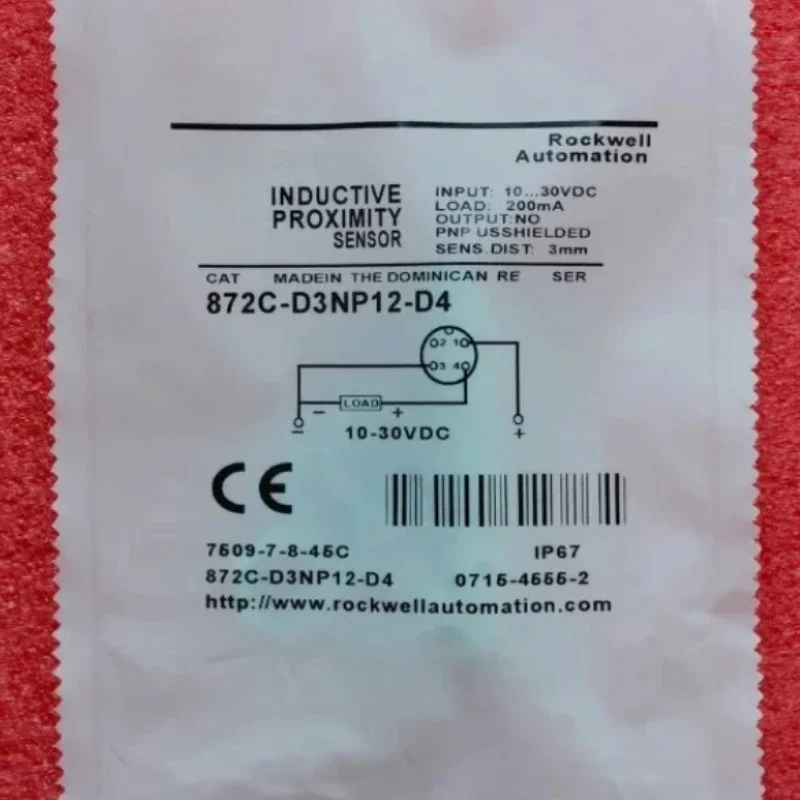 Rockwell
Automation
INDUCTIVE
PROXIMITY
SENSOR
INPUT: 10...30VDC
LOAD: 200mA
OUTPUT:NO
PNP USSHIELDED
SENS.DIST: 3mm
CAT MADEIN THE DOMINICAN RE SER
872C-D3NP12-D4
2 1
3 4
LOAD
− +
− +
10-30VDC
CE
7509-7-8-45C IP67
872C-D3NP12-D4 0715-4555-2
http://www.rockwellautomation.com